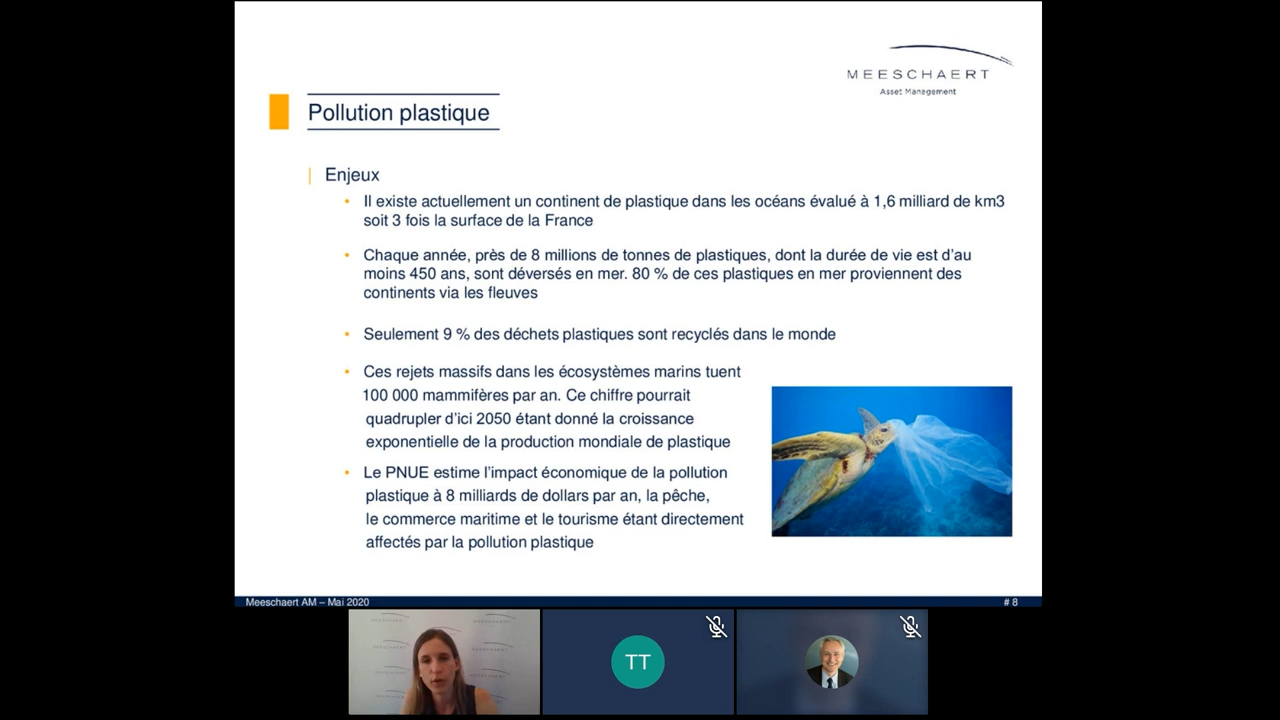 MEESCHAERT
Asset Management
Pollution plastique
Enjeux
• Il existe actuellement un continent de plastique dans les océans évalué à 1,6 milliard de km3
soit 3 fois la surface de la France
• Chaque année, près de 8 millions de tonnes de plastiques, dont la durée de vie est d’au
moins 450 ans, sont déversés en mer. 80 % de ces plastiques en mer proviennent des
continents via les fleuves
• Seulement 9 % des déchets plastiques sont recyclés dans le monde
• Ces rejets massifs dans les écosystèmes marins tuent
100 000 mammifères par an. Ce chiffre pourrait
quadrupler d’ici 2050 étant donné la croissance
exponentielle de la production mondiale de plastique
• Le PNUE estime l’impact économique de la pollution
plastique à 8 milliards de dollars par an, la pêche,
le commerce maritime et le tourisme étant directement
affectés par la pollution plastique
Meeschaert AM – Mai 2020
# 8
TT